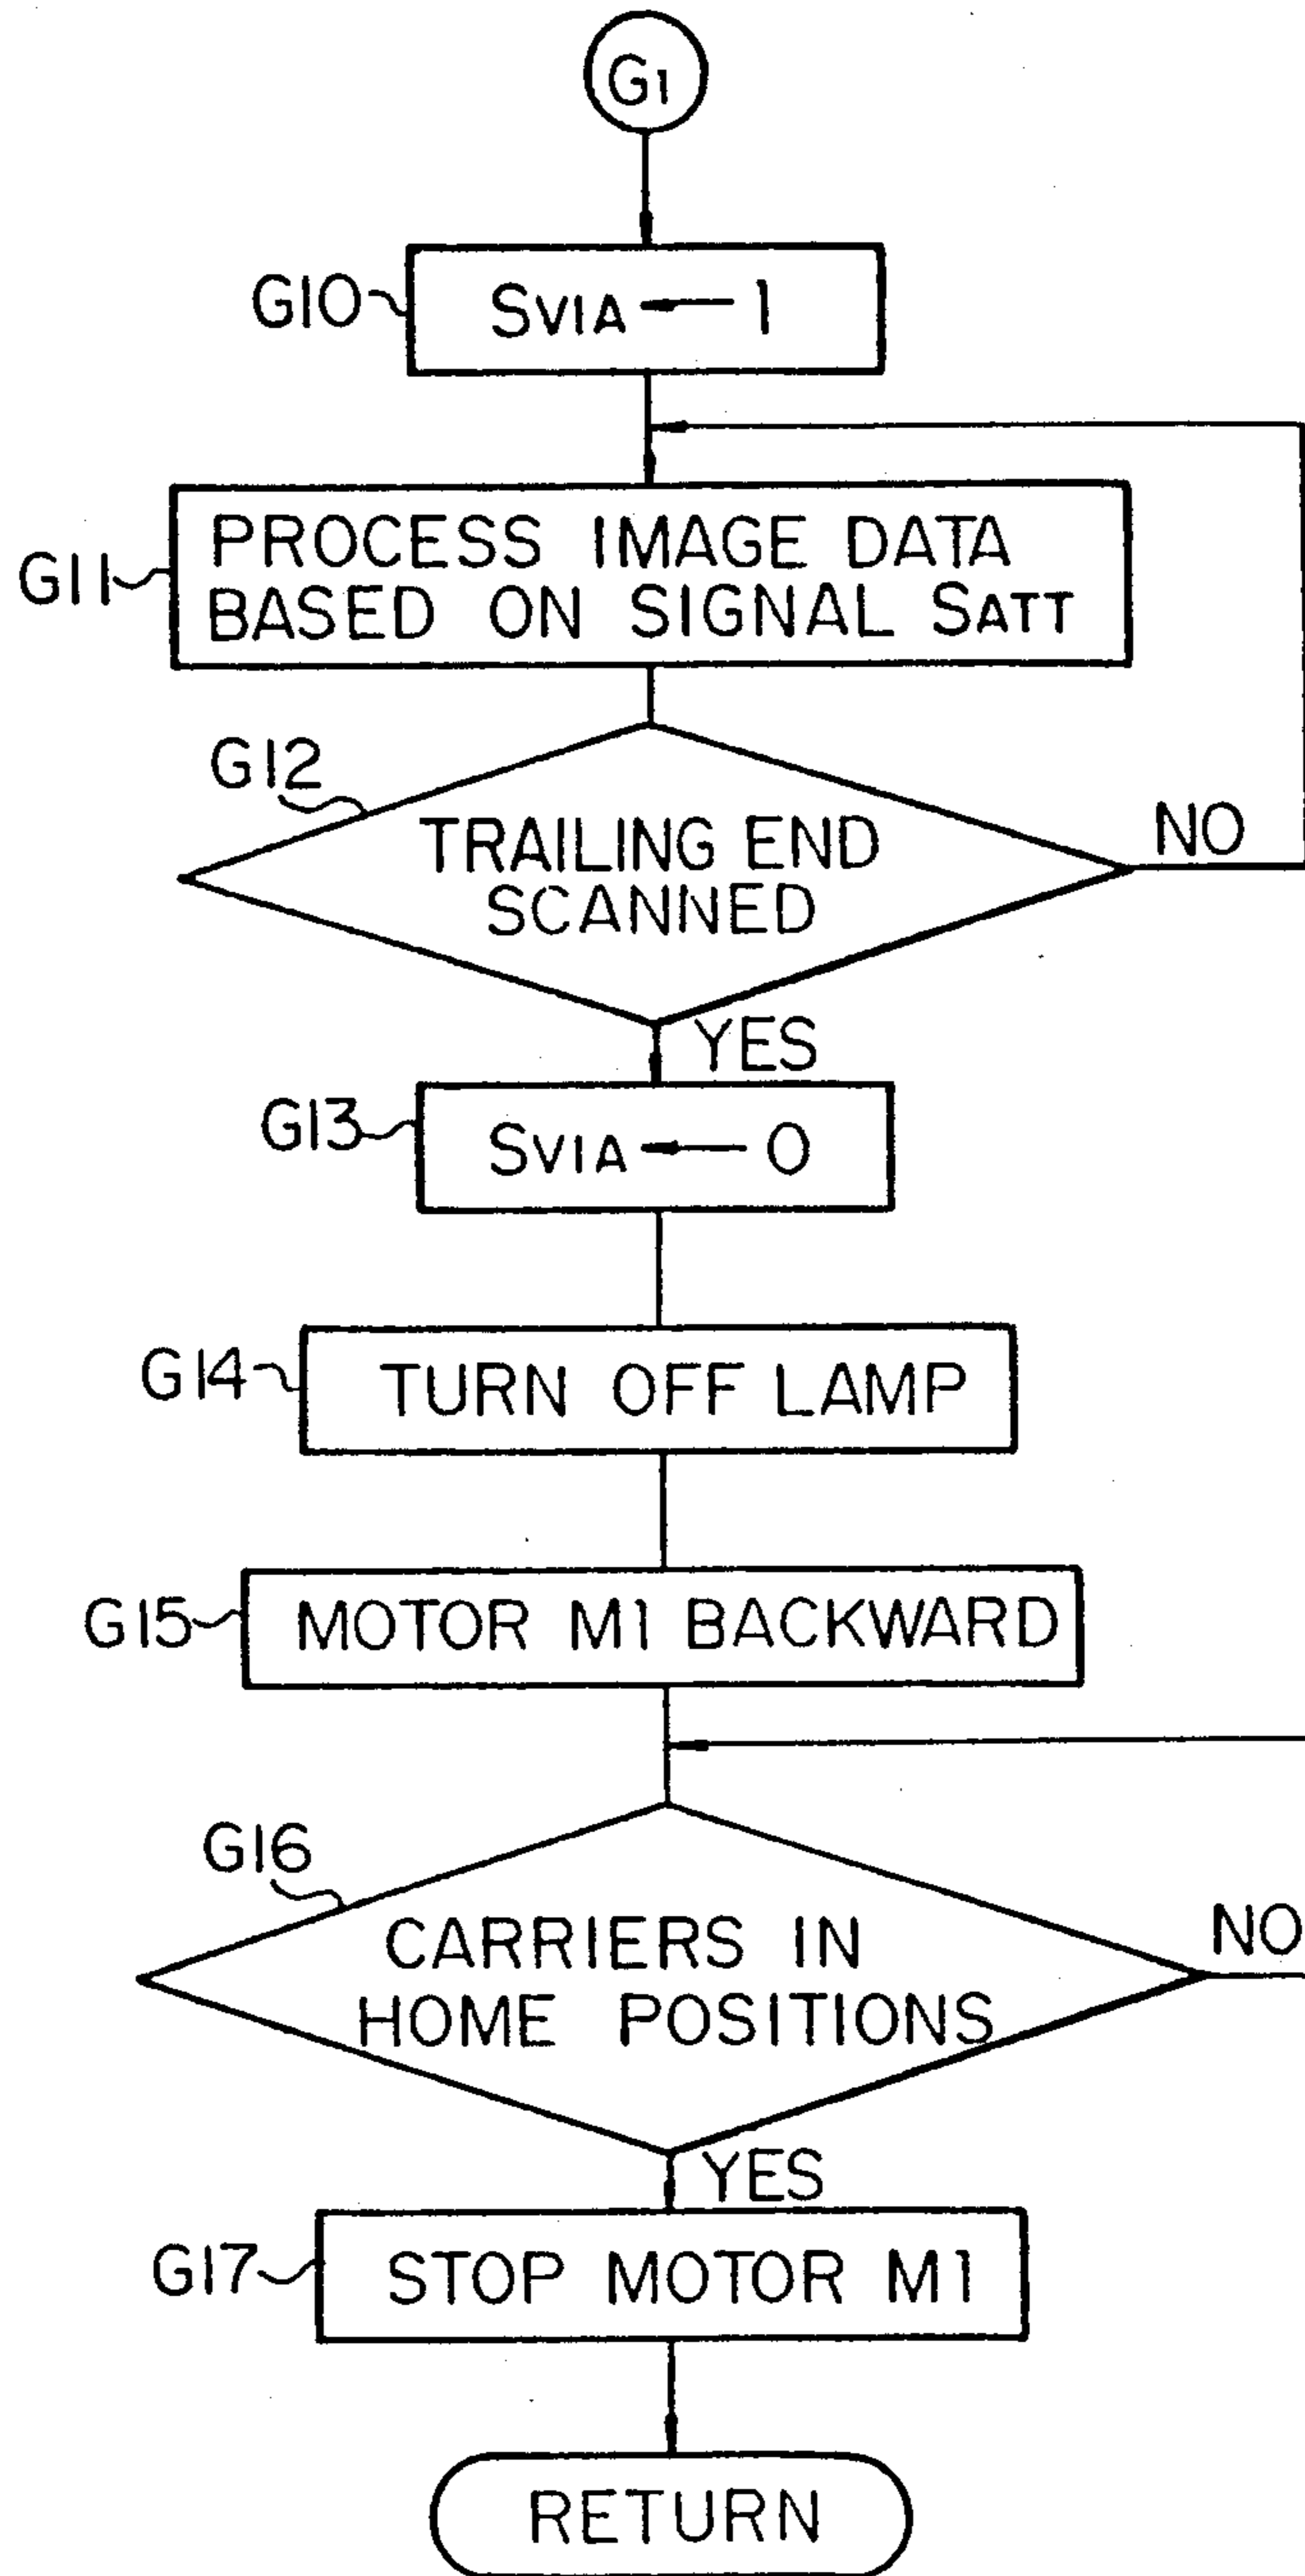 G1
G10
SVIA ← 1
G11
PROCESS IMAGE DATA
BASED ON SIGNAL SATT
G12
TRAILING END
SCANNED
NO
YES
G13
SVIA ← 0
G14
TURN OFF LAMP
G15
MOTOR M1 BACKWARD
G16
CARRIERS IN
HOME POSITIONS
NO
YES
G17
STOP MOTOR M1
RETURN